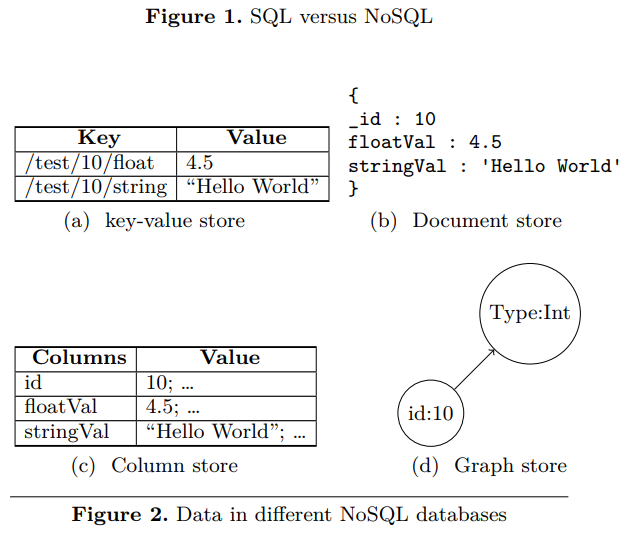 Figure 1. SQL versus NoSQL
Key Value
/test/10/float 4.5
/test/10/string “Hello World”
(a) key-value store
{
_id : 10
floatVal : 4.5
stringVal : 'Hello World'
}
(b) Document store
Columns Value
id 10; ...
floatVal 4.5; ...
stringVal “Hello World”; ...
(c) Column store
Type:Int
id:10
(d) Graph store
Figure 2. Data in different NoSQL databases